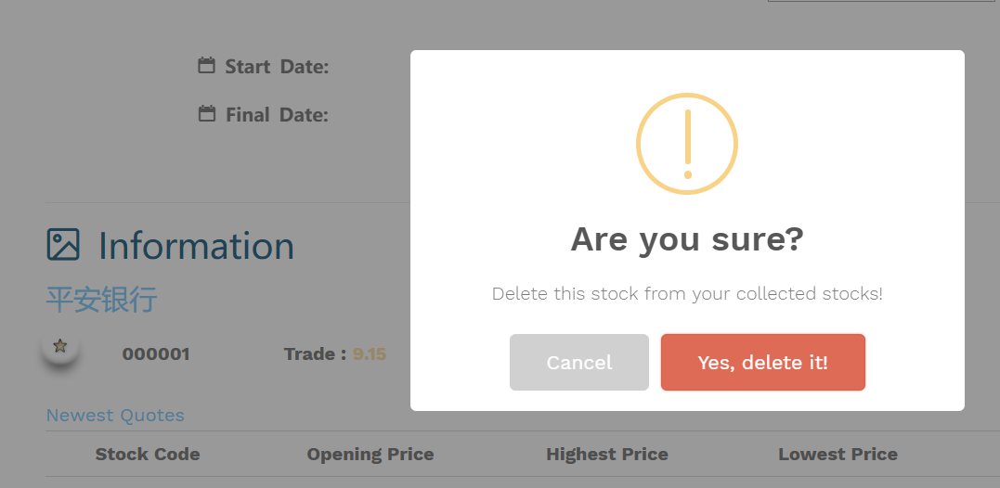 Start Date:
Final Date:
Information
平安银行
000001 Trade : 9.15
Newest Quotes
Stock Code Opening Price Highest Price Lowest Price
Are you sure?
Delete this stock from your collected stocks!
Cancel Yes, delete it!